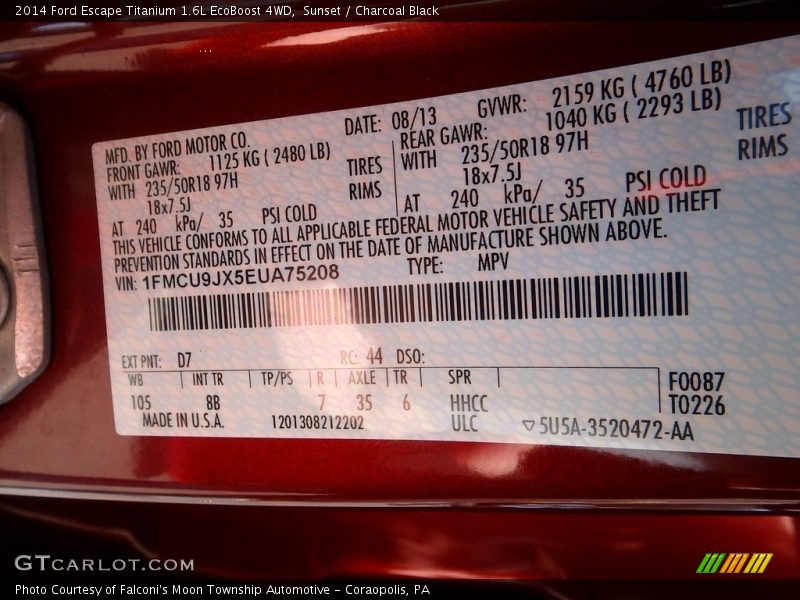 2014 Ford Escape Titanium 1.6L EcoBoost 4WD,  Sunset / Charcoal Black
MFD. BY FORD MOTOR CO. DATE: 08/13 GVWR: 2159 KG ( 4760 LB)
FRONT GAWR: 1125 KG ( 2480 LB) REAR GAWR: 1040 KG ( 2293 LB)
WITH 235/50R18 97H TIRES WITH 235/50R18 97H TIRES
18x7.5J RIMS 18x7.5J RIMS
AT 240 kPa/ 35 PSI COLD AT 240 kPa/ 35 PSI COLD
THIS VEHICLE CONFORMS TO ALL APPLICABLE FEDERAL MOTOR VEHICLE SAFETY AND THEFT
PREVENTION STANDARDS IN EFFECT ON THE DATE OF MANUFACTURE SHOWN ABOVE.
VIN: 1FMCU9JX5EUA75208 TYPE: MPV
EXT PNT: D7 RC: 44 DSO:
WB INT TR TP/PS R AXLE TR SPR F0087
105 8B 7 35 6 HHCC T0226
MADE IN U.S.A. 1201308212202 ULC ▽5U5A-3520472-AA
GTCARLOT.COM
Photo Courtesy of Falconi's Moon Township Automotive - Coraopolis, PA